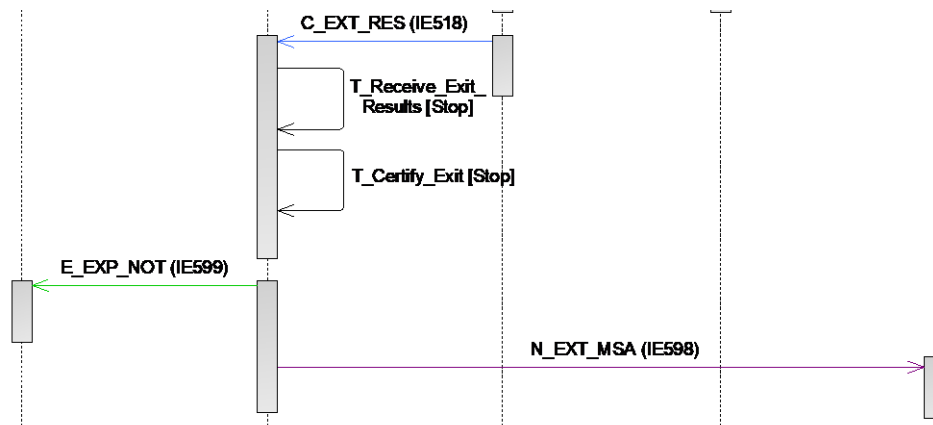 C_EXT_RES (IE518)
T_Receive_Exit_
Results [Stop]
T_Certify_Exit [Stop]
E_EXP_NOT (IE599)
N_EXT_MSA (IE598)